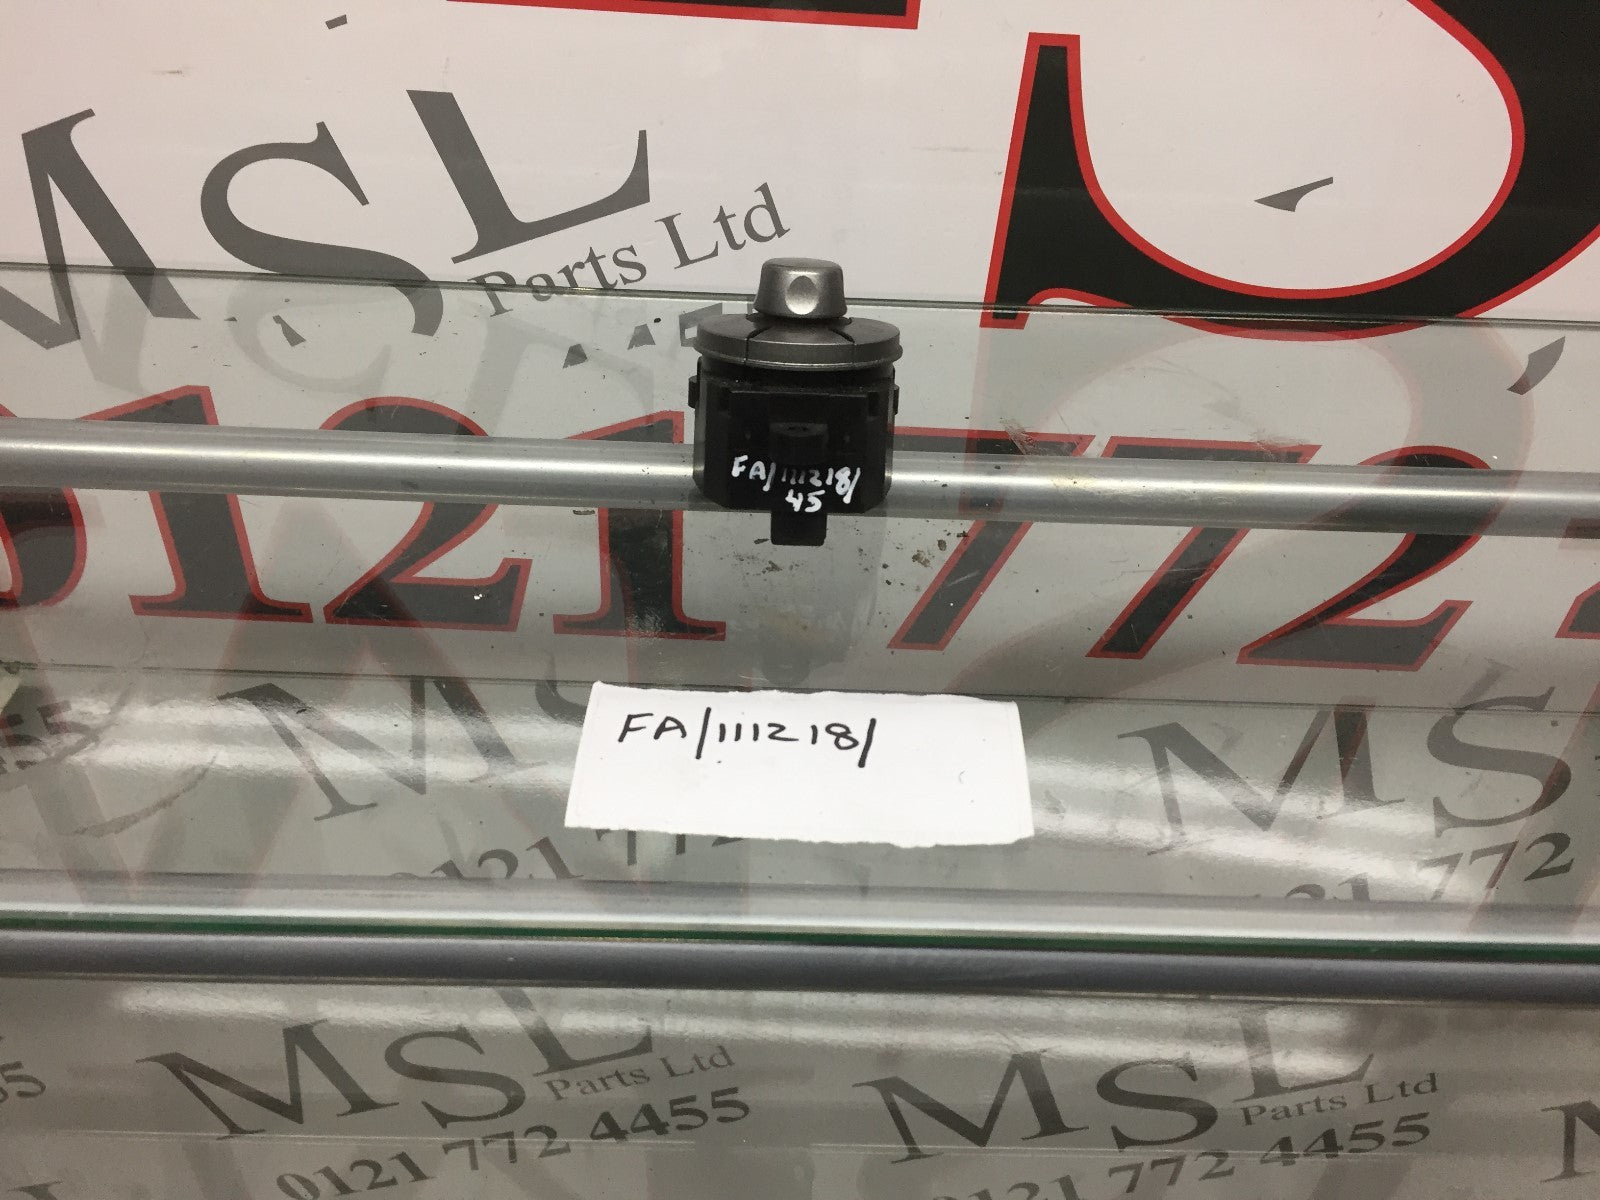 MSL
Parts Ltd
0121 772
FA/111218/
45
FA/111218/
MSL
Parts Ltd
0121 772 4455
MSL
Parts Ltd
0121 772 4455